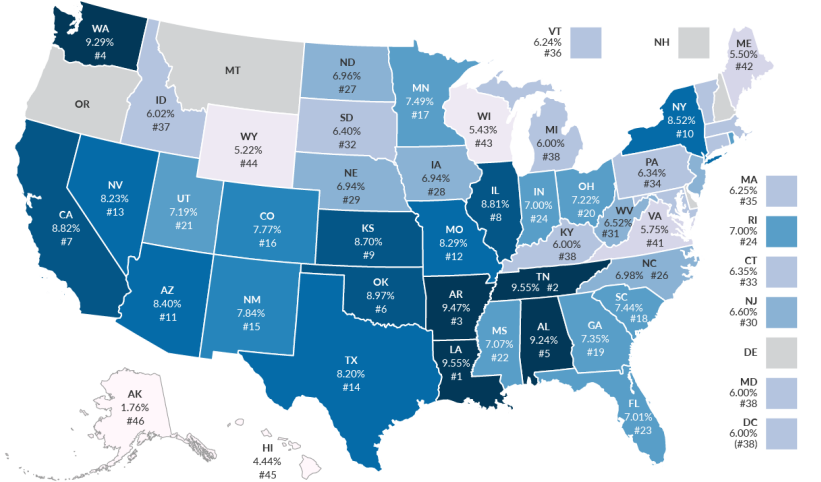 WA
9.29%
#4
MT
OR
ID
6.02%
#37
WY
5.22%
#44
ND
6.96%
#27
SD
6.40%
#32
NE
6.94%
#29
MN
7.49%
#17
WI
5.43%
#43
MI
6.00%
#38
VT
6.24%
#36
NH
ME
5.50%
#42
NY
8.52%
#10
CA
8.82%
#7
NV
8.23%
#13
UT
7.19%
#21
CO
7.77%
#16
KS
8.70%
#9
IA
6.94%
#28
MO
8.29%
#12
IL
8.81%
#8
IN
7.00%
#24
OH
7.22%
#20
PA
6.34%
#34
WV
6.52%
#31
VA
5.75%
#41
KY
6.00%
#38
NC
6.98% #26
TN
9.55% #2
AZ
8.40%
#11
NM
7.84%
#15
OK
8.97%
#6
AR
9.47%
#3
TX
8.20%
#14
LA
9.55%
#1
MS
7.07%
#22
AL
9.24%
#5
GA
7.35%
#19
SC
7.44%
#18
FL
7.01%
#23
AK
1.76%
#46
HI
4.44%
#45
MA
6.25%
#35
RI
7.00%
#24
CT
6.35%
#33
NJ
6.60%
#30
DE
MD
6.00%
#38
DC
6.00%
(#38)